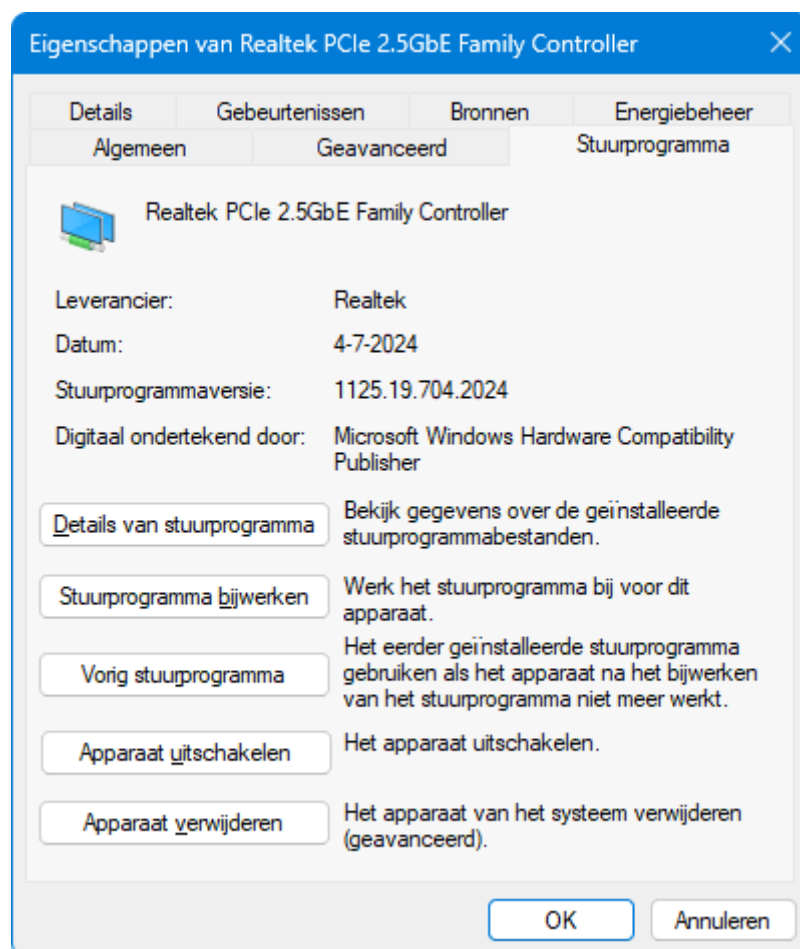 Eigenschappen van Realtek PCIe 2.5GbE Family Controller
Details
Gebeurtenissen
Bronnen
Energiebeheer
Algemeen
Geavanceerd
Stuurprogramma
Realtek PCIe 2.5GbE Family Controller
Leverancier:
Realtek
Datum:
4-7-2024
Stuurprogrammaversie:
1125.19.704.2024
Digitaal ondertekend door:
Microsoft Windows Hardware Compatibility
Publisher
Details van stuurprogramma
Bekijk gegevens over de geïnstalleerde
stuurprogrammabestanden.
Stuurprogramma bijwerken
Werk het stuurprogramma bij voor dit
apparaat.
Vorig stuurprogramma
Het eerder geïnstalleerde stuurprogramma
gebruiken als het apparaat na het bijwerken
van het stuurprogramma niet meer werkt.
Apparaat uitschakelen
Het apparaat uitschakelen.
Apparaat verwijderen
Het apparaat van het systeem verwijderen
(geavanceerd).
OK
Annuleren